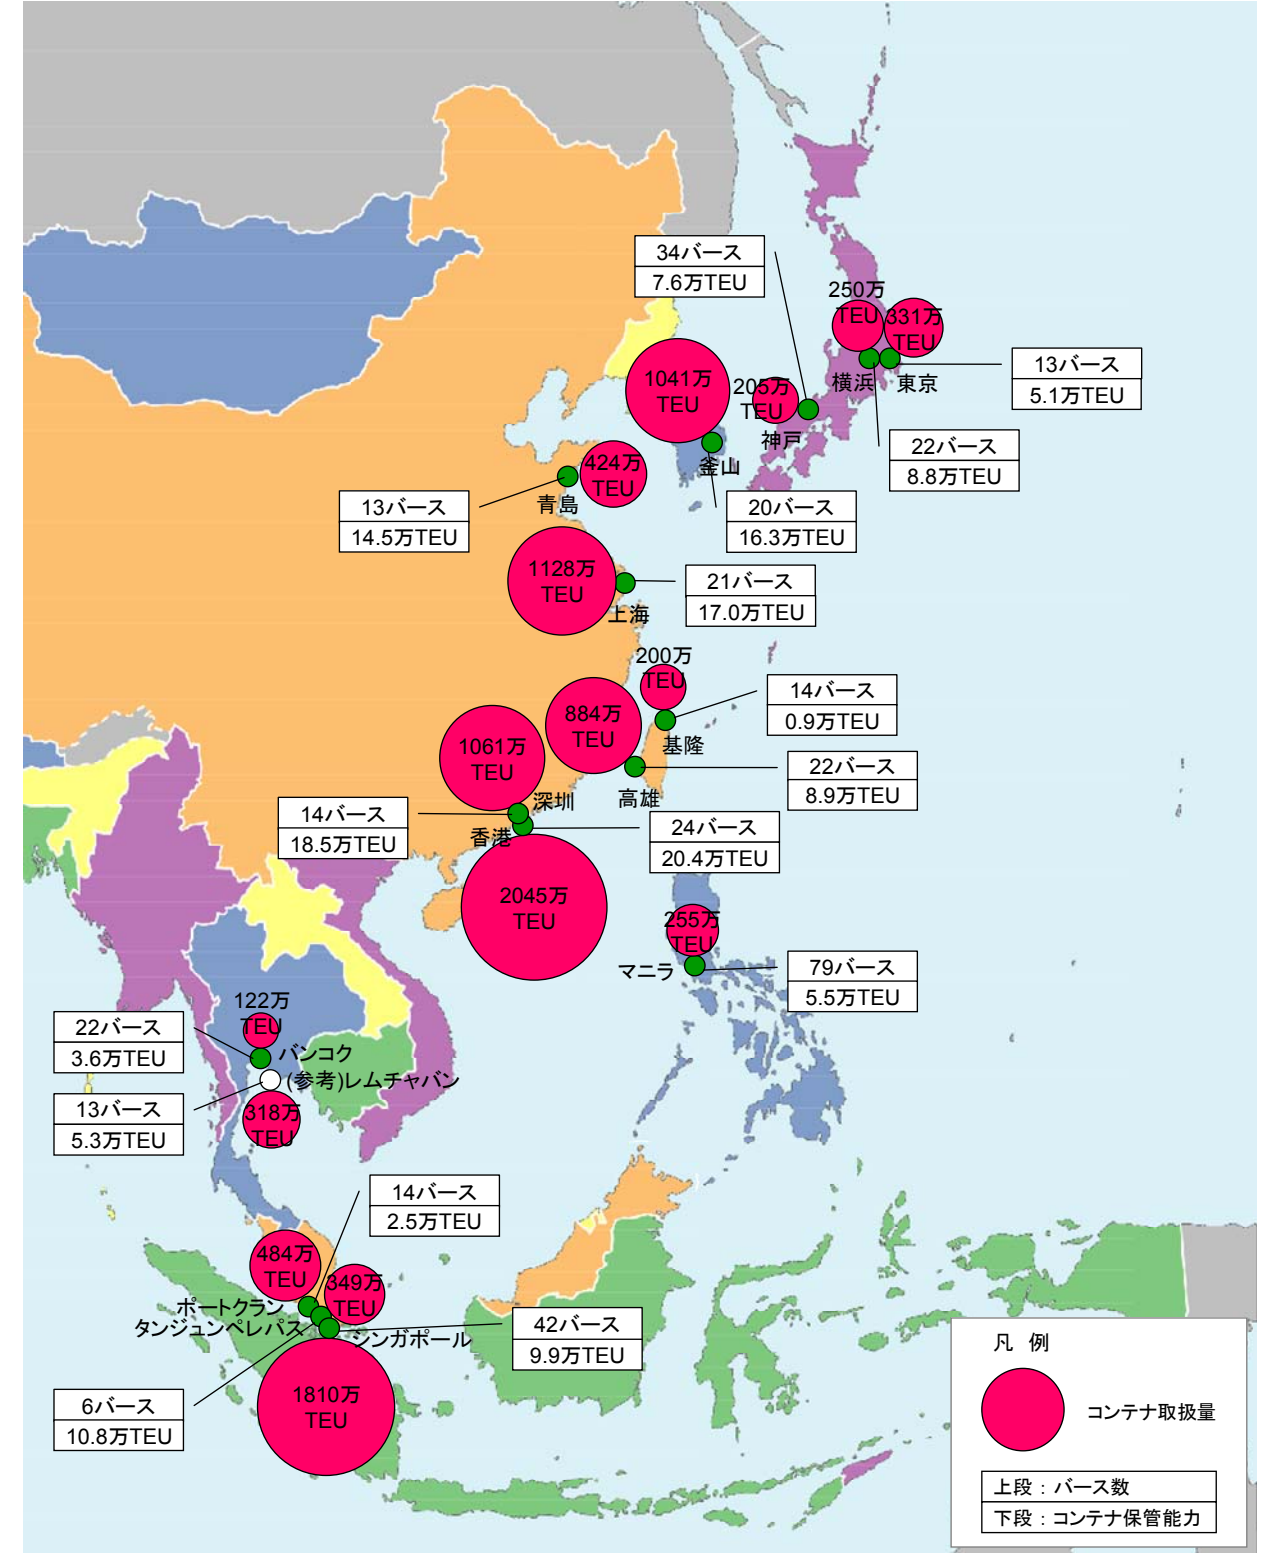 34バース
7.6万TEU
250万
TEU
331万
TEU
横浜
東京
13バース
5.1万TEU
1041万
TEU
205万
TEU
神戸
釜山
22バース
8.8万TEU
424万
TEU
青島
13バース
14.5万TEU
20バース
16.3万TEU
1128万
TEU
上海
21バース
17.0万TEU
200万
TEU
基隆
14バース
0.9万TEU
884万
TEU
高雄
22バース
8.9万TEU
1061万
TEU
深圳
香港
14バース
18.5万TEU
24バース
20.4万TEU
2045万
TEU
255万
TEU
マニラ
79バース
5.5万TEU
122万
TEU
バンコク
22バース
3.6万TEU
(参考)レムチャバン
13バース
5.3万TEU
318万
TEU
14バース
2.5万TEU
484万
TEU
349万
TEU
ポートクラン
タンジュンペレパス
シンガポール
42バース
9.9万TEU
6バース
10.8万TEU
1810万
TEU
凡 例
コンテナ取扱量
上段:バース数
下段:コンテナ保管能力